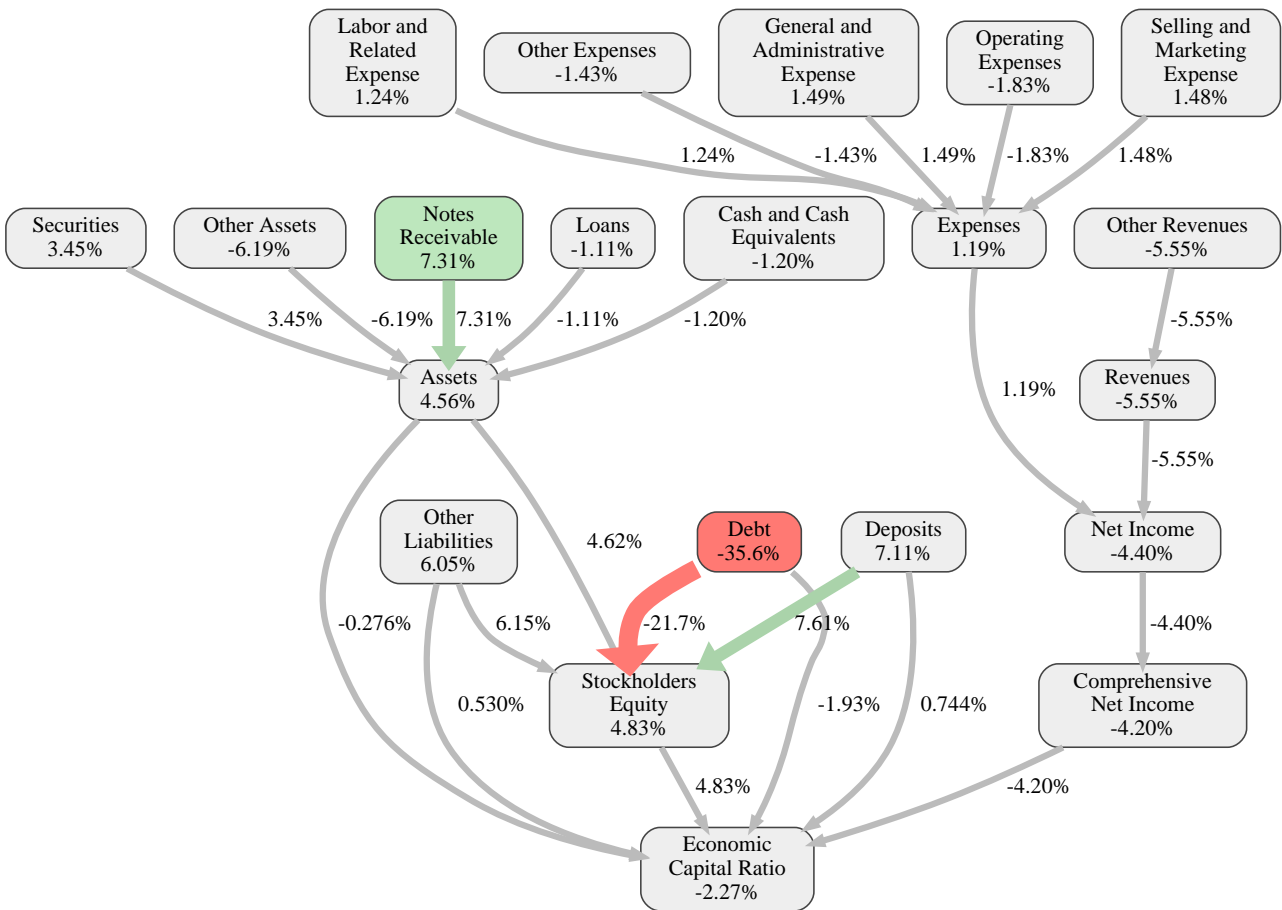 Labor and
Related
Expense
1.24%
Other Expenses
-1.43%
General and
Administrative
Expense
1.49%
Operating
Expenses
-1.83%
Selling and
Marketing
Expense
1.48%
1.24%
-1.43%
1.49%
-1.83%
1.48%
Securities
3.45%
Other Assets
-6.19%
Notes
Receivable
7.31%
Loans
-1.11%
Cash and Cash
Equivalents
-1.20%
Expenses
1.19%
Other Revenues
-5.55%
3.45%
-6.19%
7.31%
-1.11%
-1.20%
-5.55%
Assets
4.56%
1.19%
Revenues
-5.55%
-5.55%
Other
Liabilities
6.05%
4.62%
Debt
-35.6%
Deposits
7.11%
Net Income
-4.40%
-0.276%
6.15%
-21.7%
7.61%
-4.40%
Stockholders
Equity
4.83%
Comprehensive
Net Income
-4.20%
0.530%
-1.93%
0.744%
4.83%
-4.20%
Economic
Capital Ratio
-2.27%